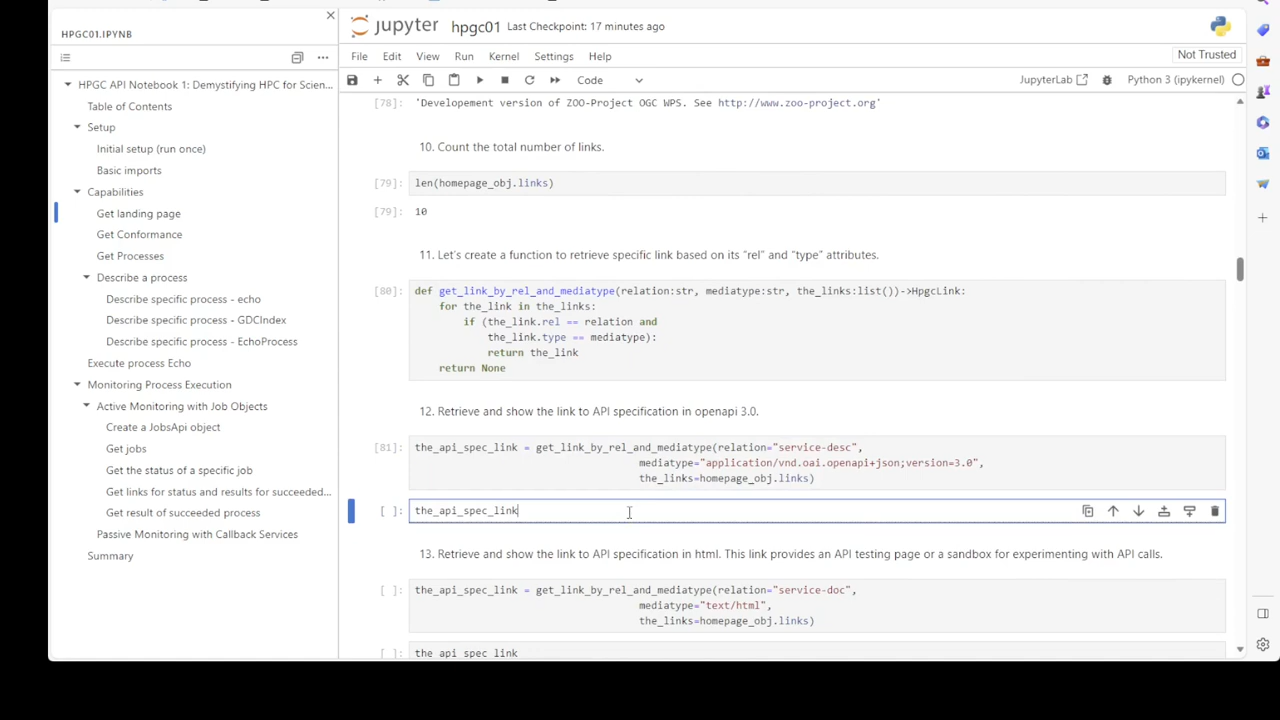 HPGC01.IPYNB
HPGC API Notebook 1: Demystifying HPC for Scien...
Table of Contents
Setup
Initial setup (run once)
Basic imports
Capabilities
Get landing page
Get Conformance
Get Processes
Describe a process
Describe specific process - echo
Describe specific process - GDCIndex
Describe specific process - EchoProcess
Execute process Echo
Monitoring Process Execution
Active Monitoring with Job Objects
Create a JobsApi object
Get jobs
Get the status of a specific job
Get links for status and results for succeeded...
Get result of succeeded process
Passive Monitoring with Callback Services
Summary
jupyter hpgc01 Last Checkpoint: 17 minutes ago
File Edit View Run Kernel Settings Help
Not Trusted
Code
JupyterLab
Python 3 (ipykernel)
[78]: 'Developement version of ZOO-Project OGC WPS. See http://www.zoo-project.org'
10. Count the total number of links.
[79]: len(homepage_obj.links)
[79]: 10
11. Let's create a function to retrieve specific link based on its "rel" and "type" attributes.
[80]: def get_link_by_rel_and_mediatype(relation:str, mediatype:str, the_links:list())->HpgcLink:
for the_link in the_links:
if (the_link.rel == relation and
the_link.type == mediatype):
return the_link
return None
12. Retrieve and show the link to API specification in openapi 3.0.
[81]: the_api_spec_link = get_link_by_rel_and_mediatype(relation="service-desc",
mediatype="application/vnd.oai.openapi+json;version=3.0",
the_links=homepage_obj.links)
[ ]: the_api_spec_link
13. Retrieve and show the link to API specification in html. This link provides an API testing page or a sandbox for experimenting with API calls.
[ ]: the_api_spec_link = get_link_by_rel_and_mediatype(relation="service-doc",
mediatype="text/html",
the_links=homepage_obj.links)
[ ]: the_api_spec_link